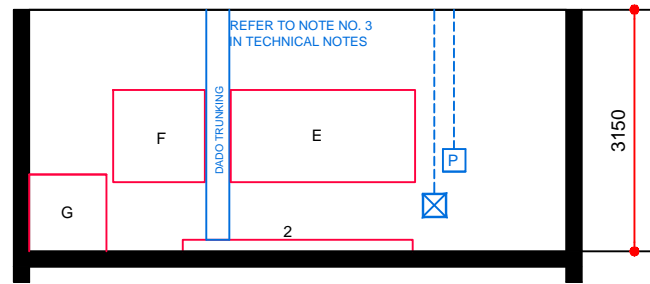 REFER TO NOTE NO. 3
IN TECHNICAL NOTES
F
DADO TRUNKING
E
3150
P
G
2